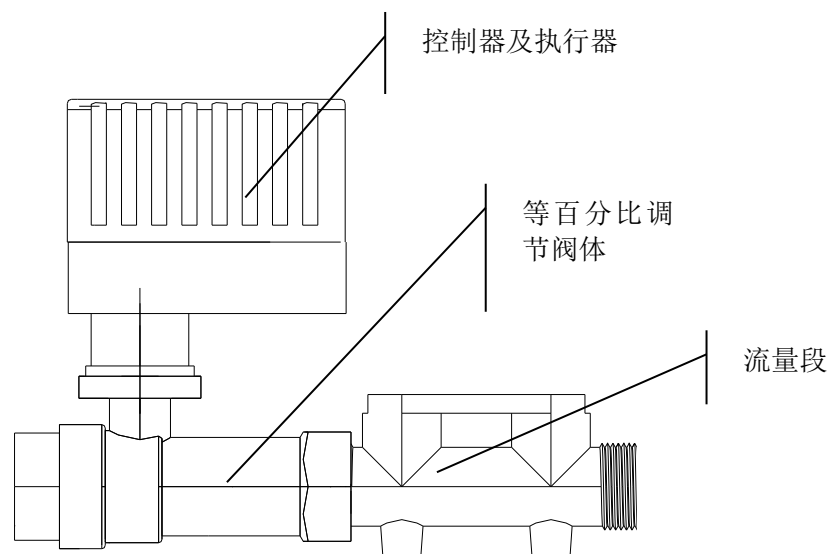 控制器及执行器
等百分比调
节阀体
流量段